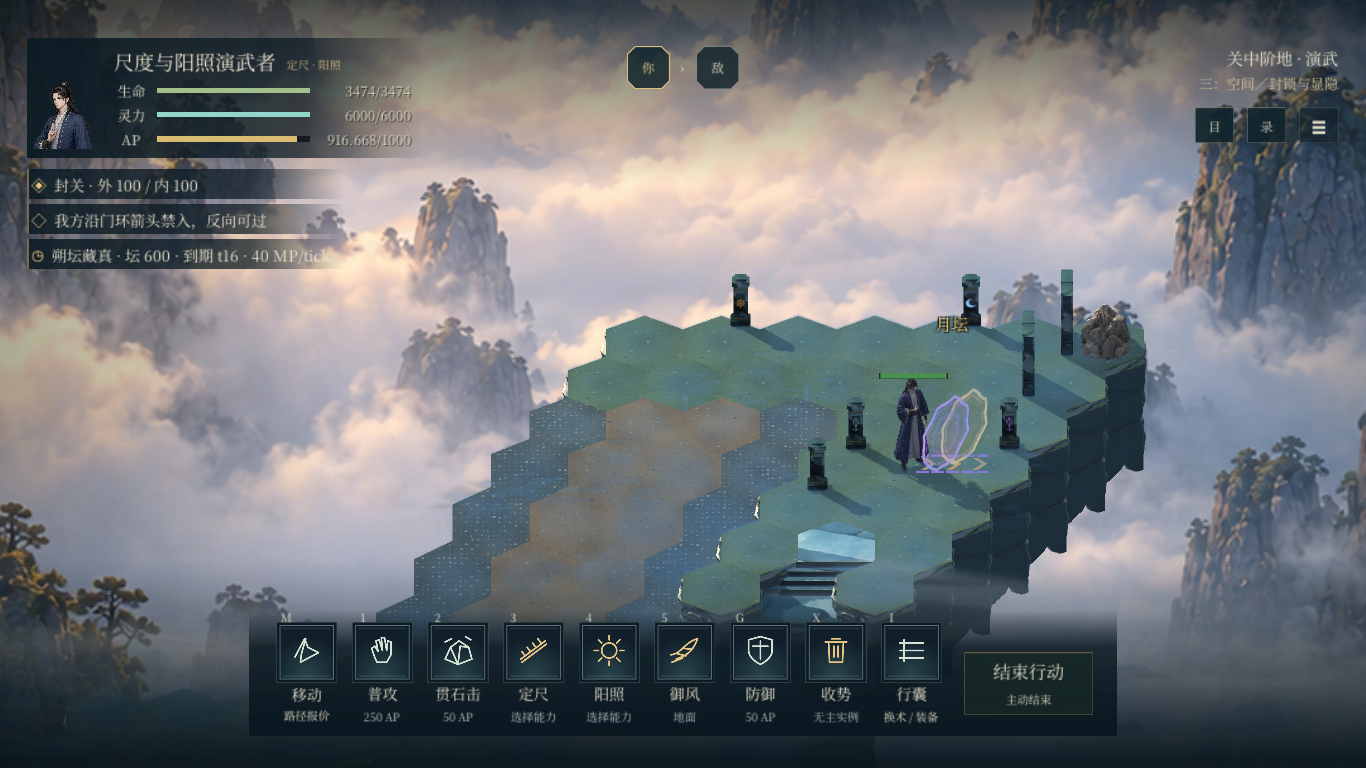 尺度与阳照演武者 定尺·阳照
生命 3474/3474
灵力 6000/6000
AP 916.668/1000
封关·外 100 / 内 100
我方沿门环箭头禁入，反向可过
朔坛藏真·坛 600·到期 t16·40 MP/tick
你 › 敌
关中阶地·演武
三：空间／封锁与显隐
目 录
月坛
M 1 2 3 4 5 G X I
移动 普攻 贯石击 定尺 阳照 御风 防御 收势 行囊
路径报价 250 AP 50 AP 选择能力 选择能力 地面 50 AP 无主实例 换术 / 装备
结束行动
主动结束